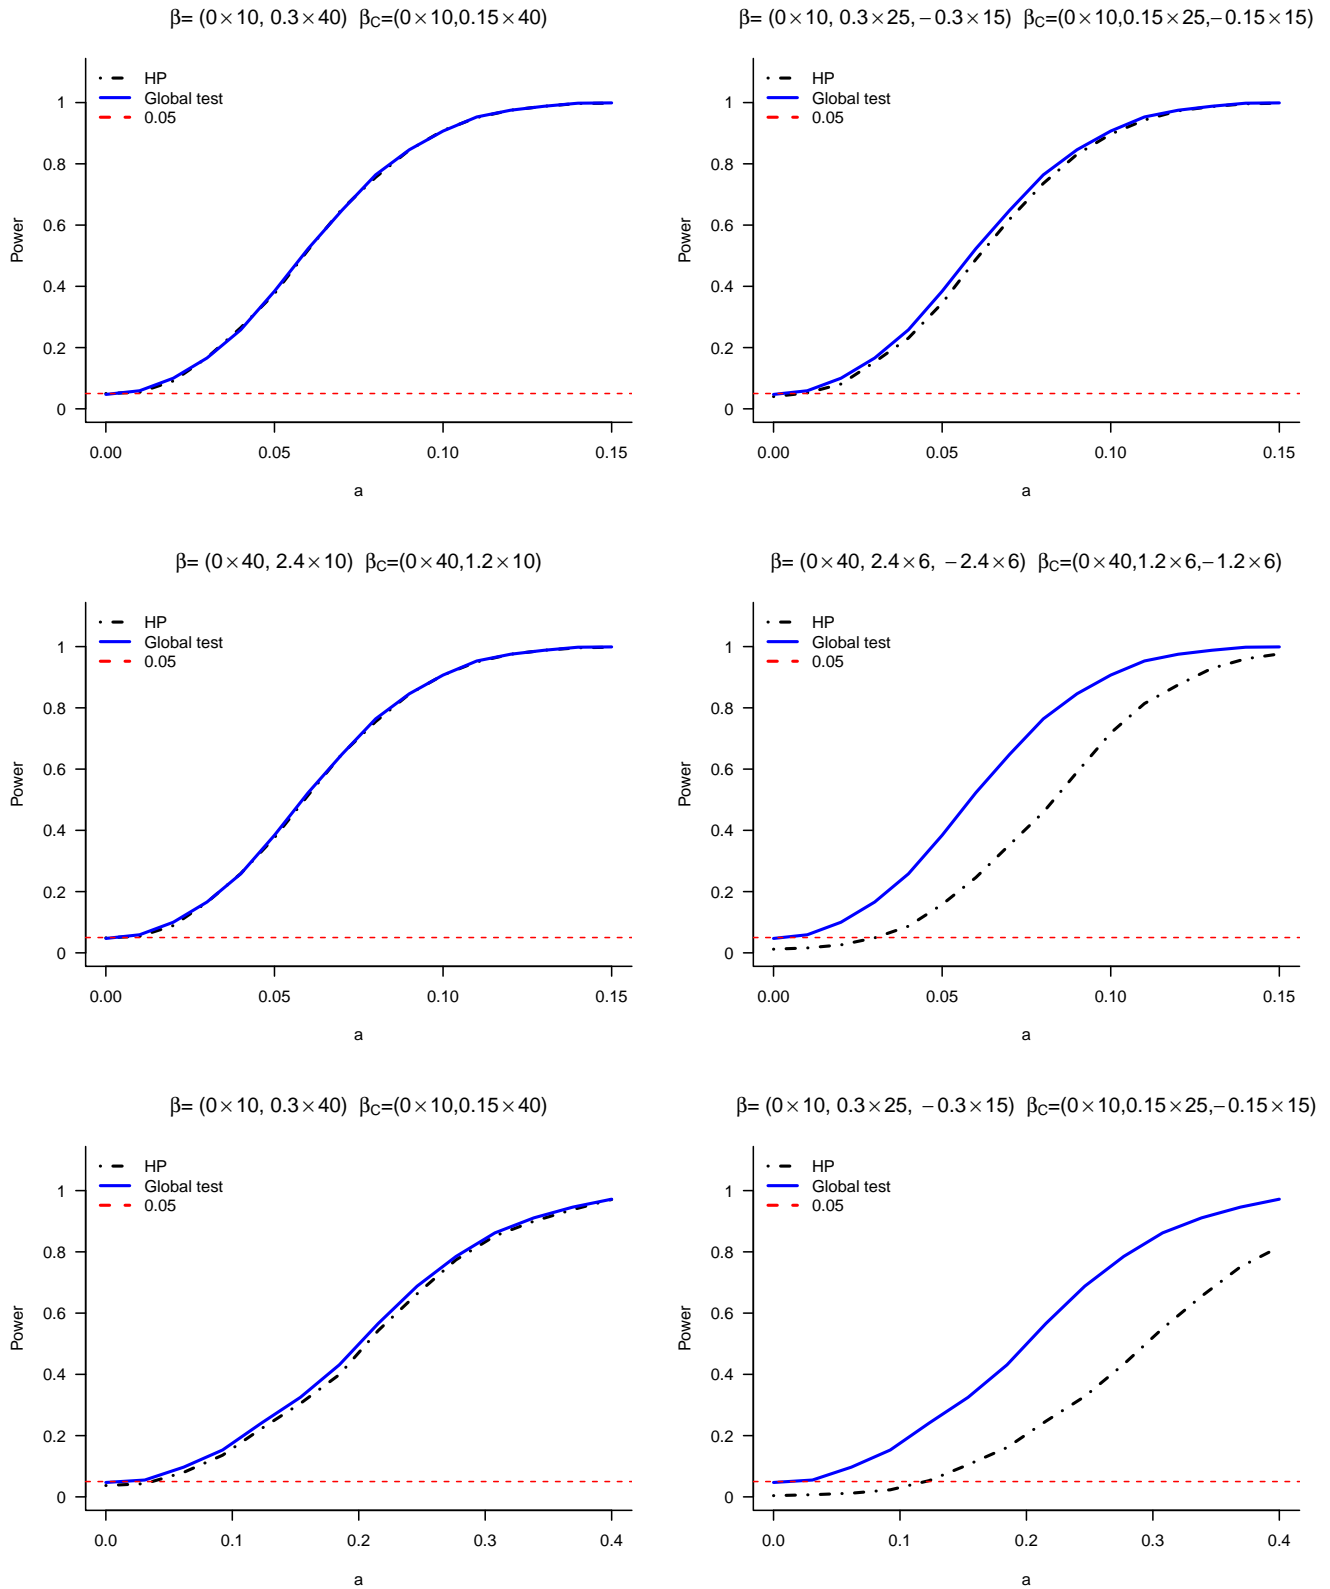 β= (0×10, 0.3×40) βC=(0×10,0.15×40)
HP
Global test
0.05
1
0.8
0.6
0.4
0.2
0
Power
0.00 0.05 0.10 0.15
a
β= (0×10, 0.3×25,−0.3×15) βC=(0×10,0.15×25,−0.15×15)
HP
Global test
0.05
1
0.8
0.6
0.4
0.2
0
Power
0.00 0.05 0.10 0.15
a
β= (0×40, 2.4×10) βC=(0×40,1.2×10)
HP
Global test
0.05
1
0.8
0.6
0.4
0.2
0
Power
0.00 0.05 0.10 0.15
a
β= (0×40, 2.4×6, −2.4×6) βC=(0×40,1.2×6,−1.2×6)
HP
Global test
0.05
1
0.8
0.6
0.4
0.2
0
Power
0.00 0.05 0.10 0.15
a
β= (0×10, 0.3×40) βC=(0×10,0.15×40)
HP
Global test
0.05
1
0.8
0.6
0.4
0.2
0
Power
0.0 0.1 0.2 0.3 0.4
a
β= (0×10, 0.3×25, −0.3×15) βC=(0×10,0.15×25,−0.15×15)
HP
Global test
0.05
1
0.8
0.6
0.4
0.2
0
Power
0.0 0.1 0.2 0.3 0.4
a